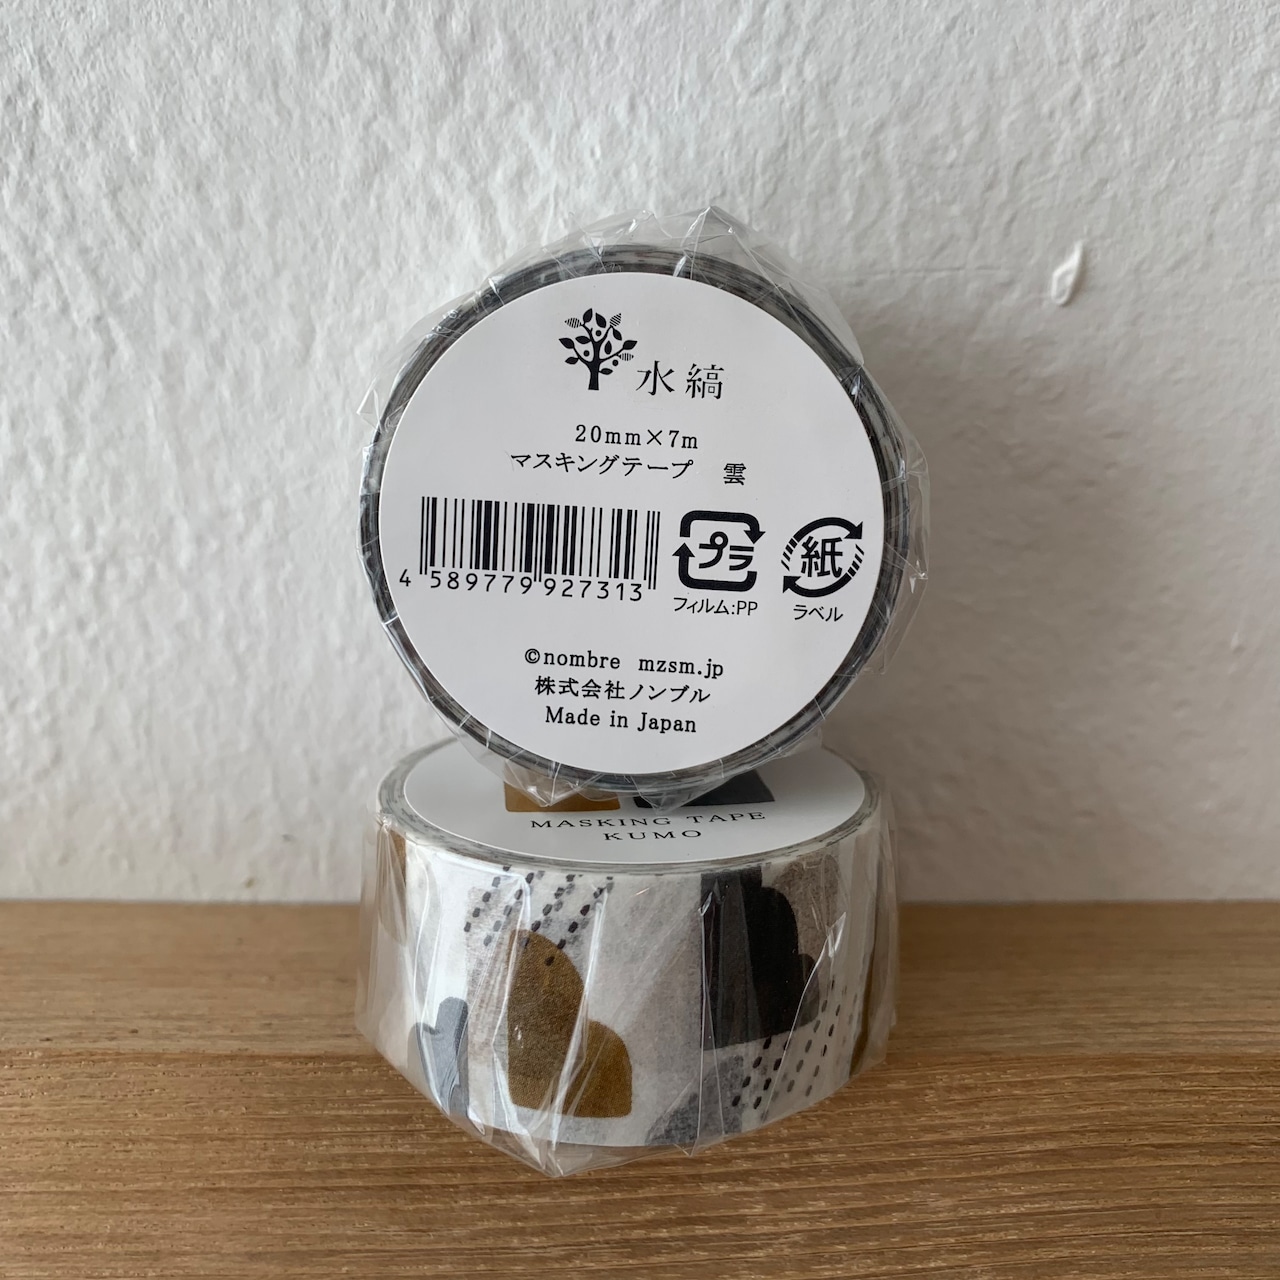 水縞
20mm×7m
マスキングテープ 雲
プラ 紙
4 589779 927313
フィルム:PP ラベル
©nombre mzsm.jp
株式会社ノンブル
Made in Japan
MASKING TAPE
KUMO